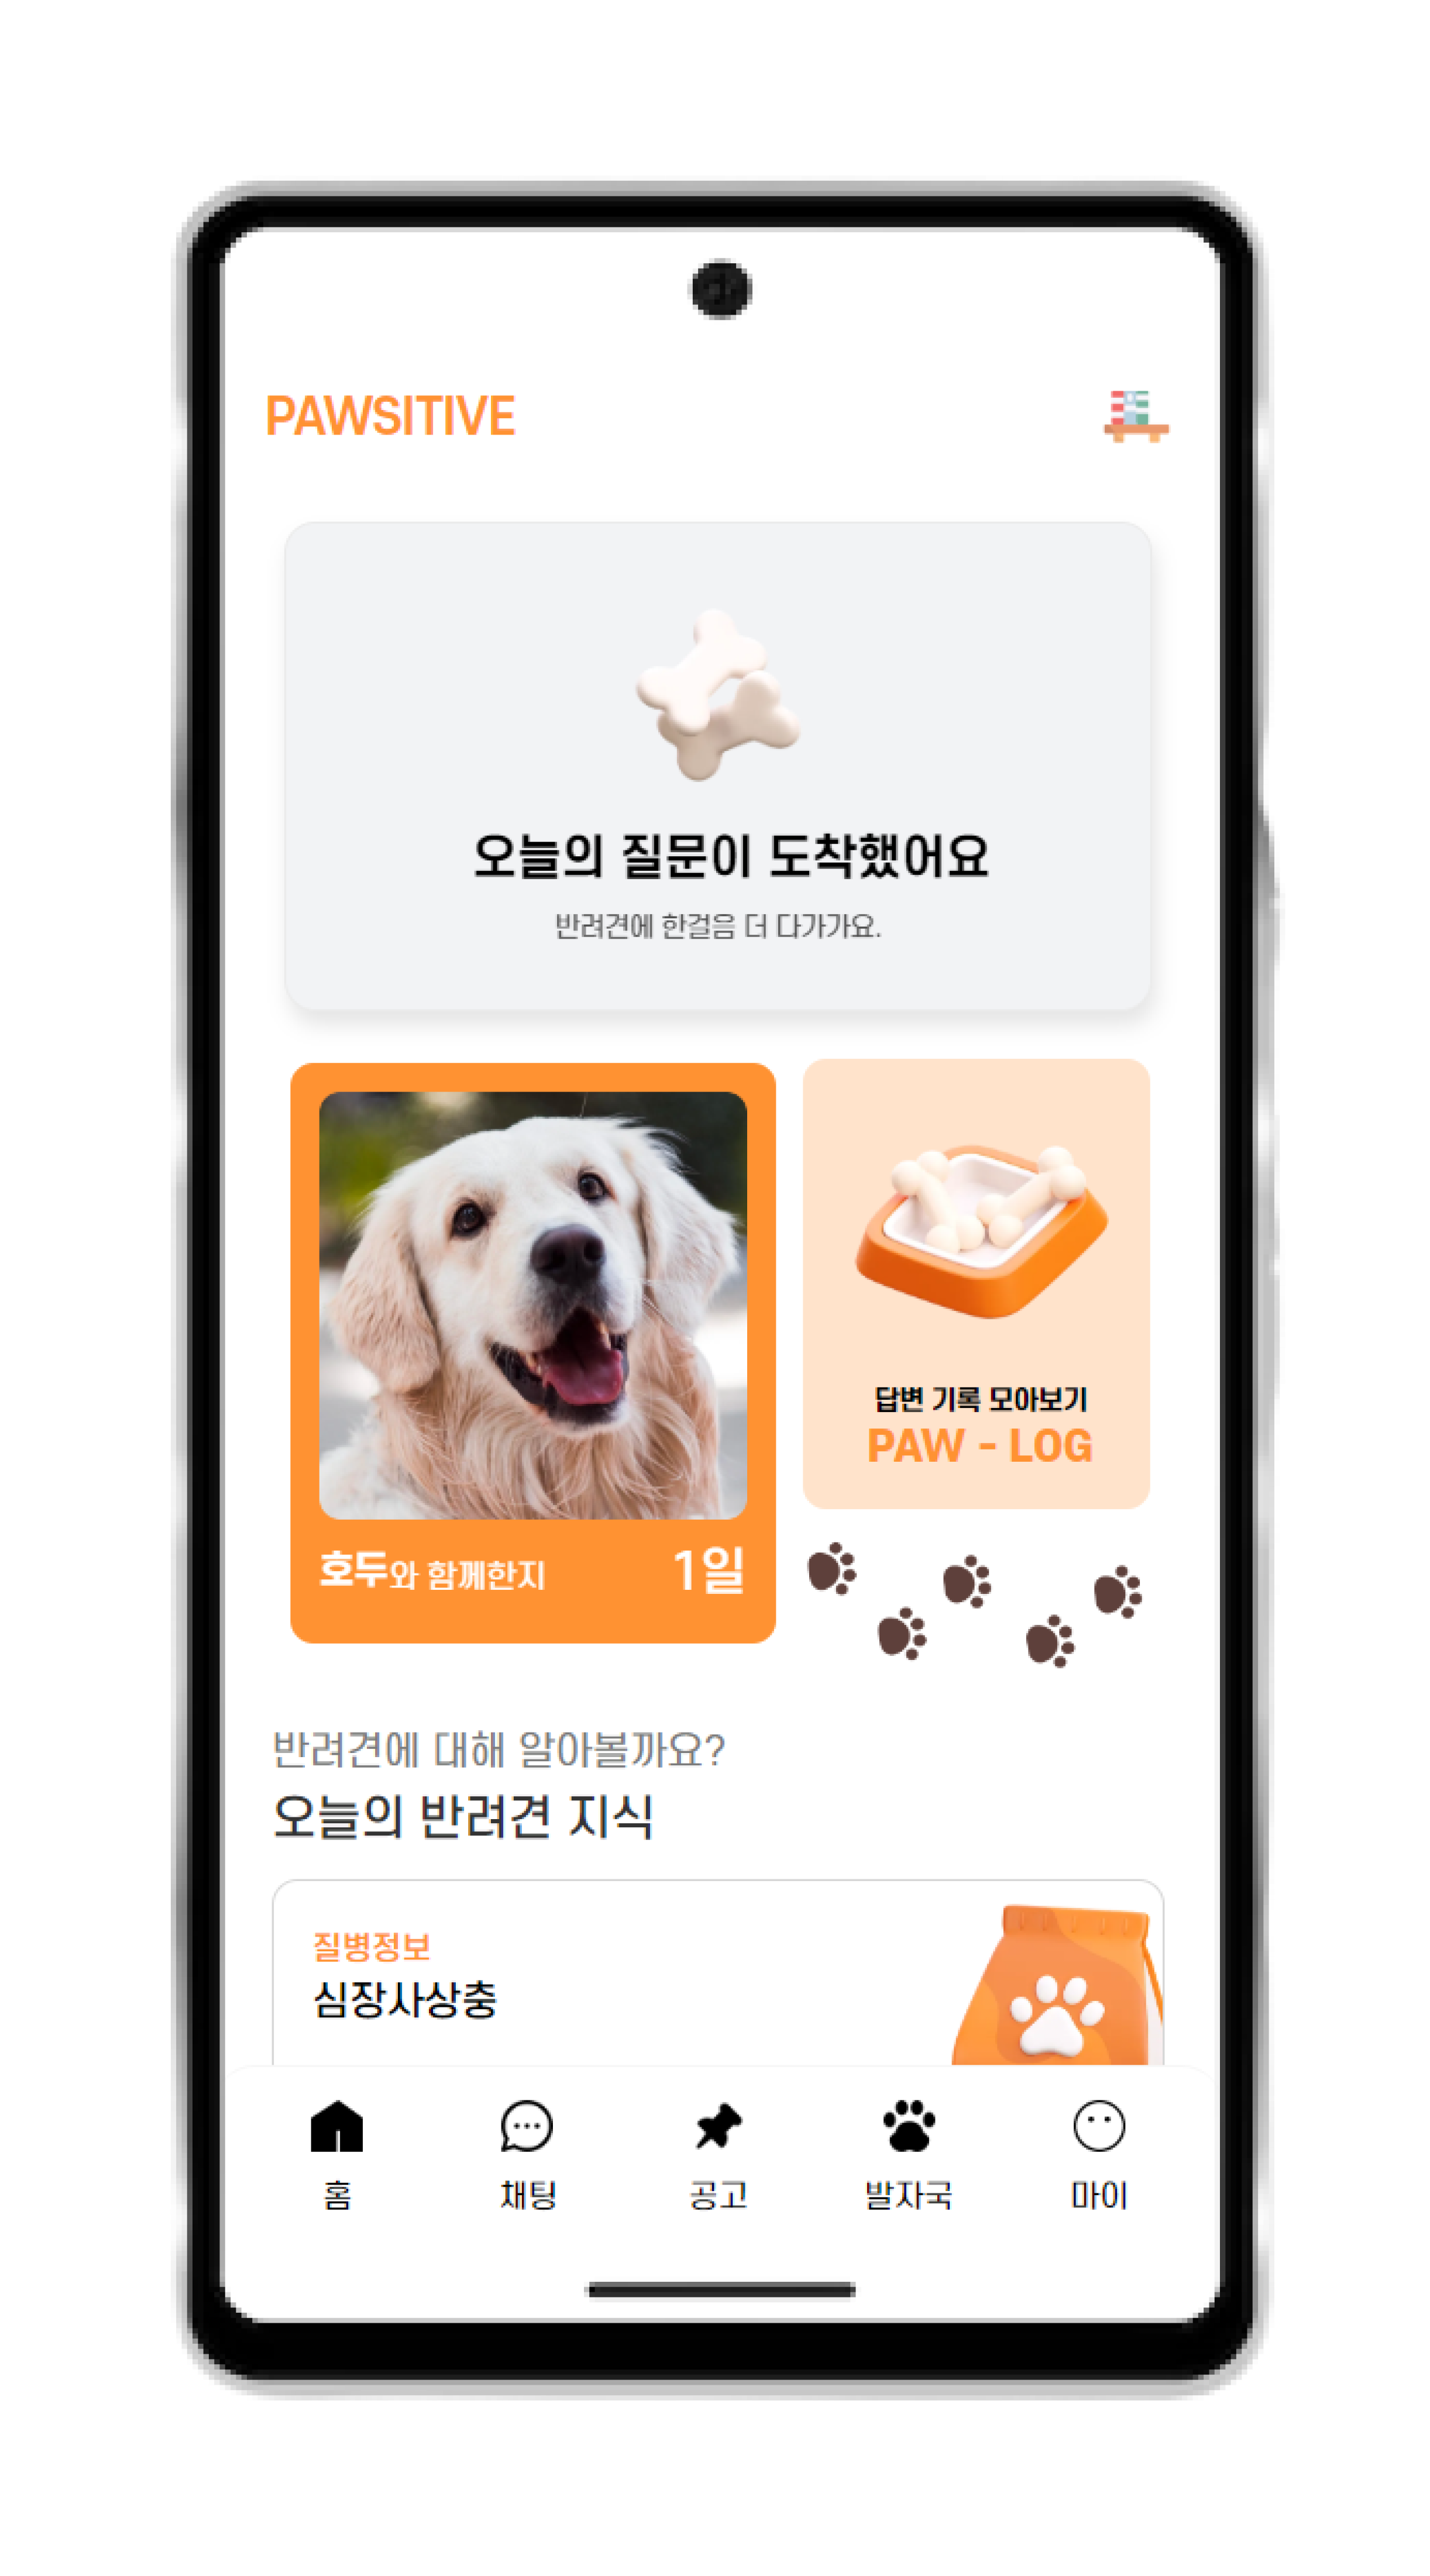 PAWSITIVE
오늘의 질문이 도착했어요
반려견에 한걸음 더 다가가요.
답변 기록 모아보기
PAW - LOG
호두와 함께한지 1일
반려견에 대해 알아볼까요?
오늘의 반려견 지식
질병정보
심장사상충
홈 채팅 공고 발자국 마이